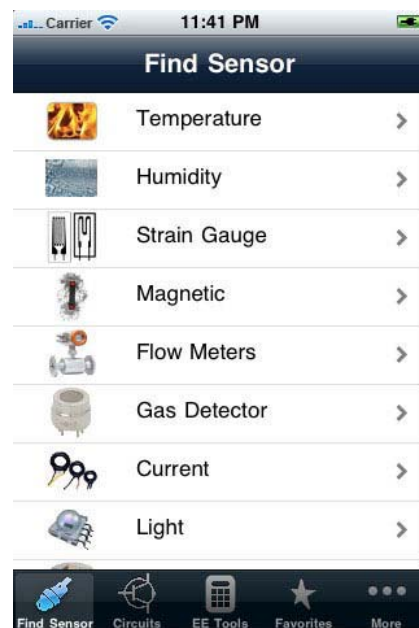 Carrier 11:41 PM
Find Sensor
Temperature
Humidity
Strain Gauge
Magnetic
Flow Meters
Gas Detector
Current
Light
Find Sensor Circuits EE Tools Favorites More